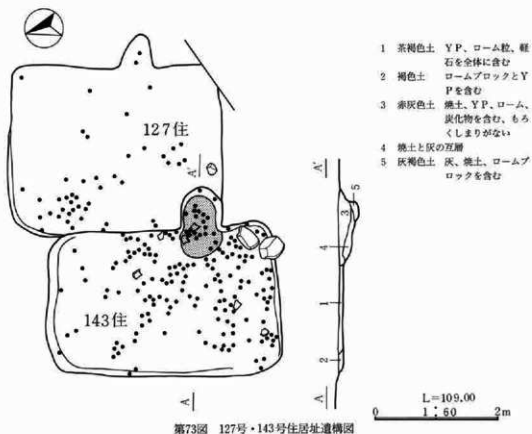 127住
143住
A'
A
A'
A
5
3
4
1
2
1 茶褐色土 YP、ローム粒、軽
石を全体に含む
2 褐色土 ロームブロックとY
Pを含む
3 赤灰色土 焼土、YP、ローム、
炭化物を含む、もろ
くしまりがない
4 焼土と灰の互層
5 灰褐色土 灰、焼土、ロームブ
ロックを含む
L=109.00
0 1:60 2m
第73図 127号・143号住居址遺構図